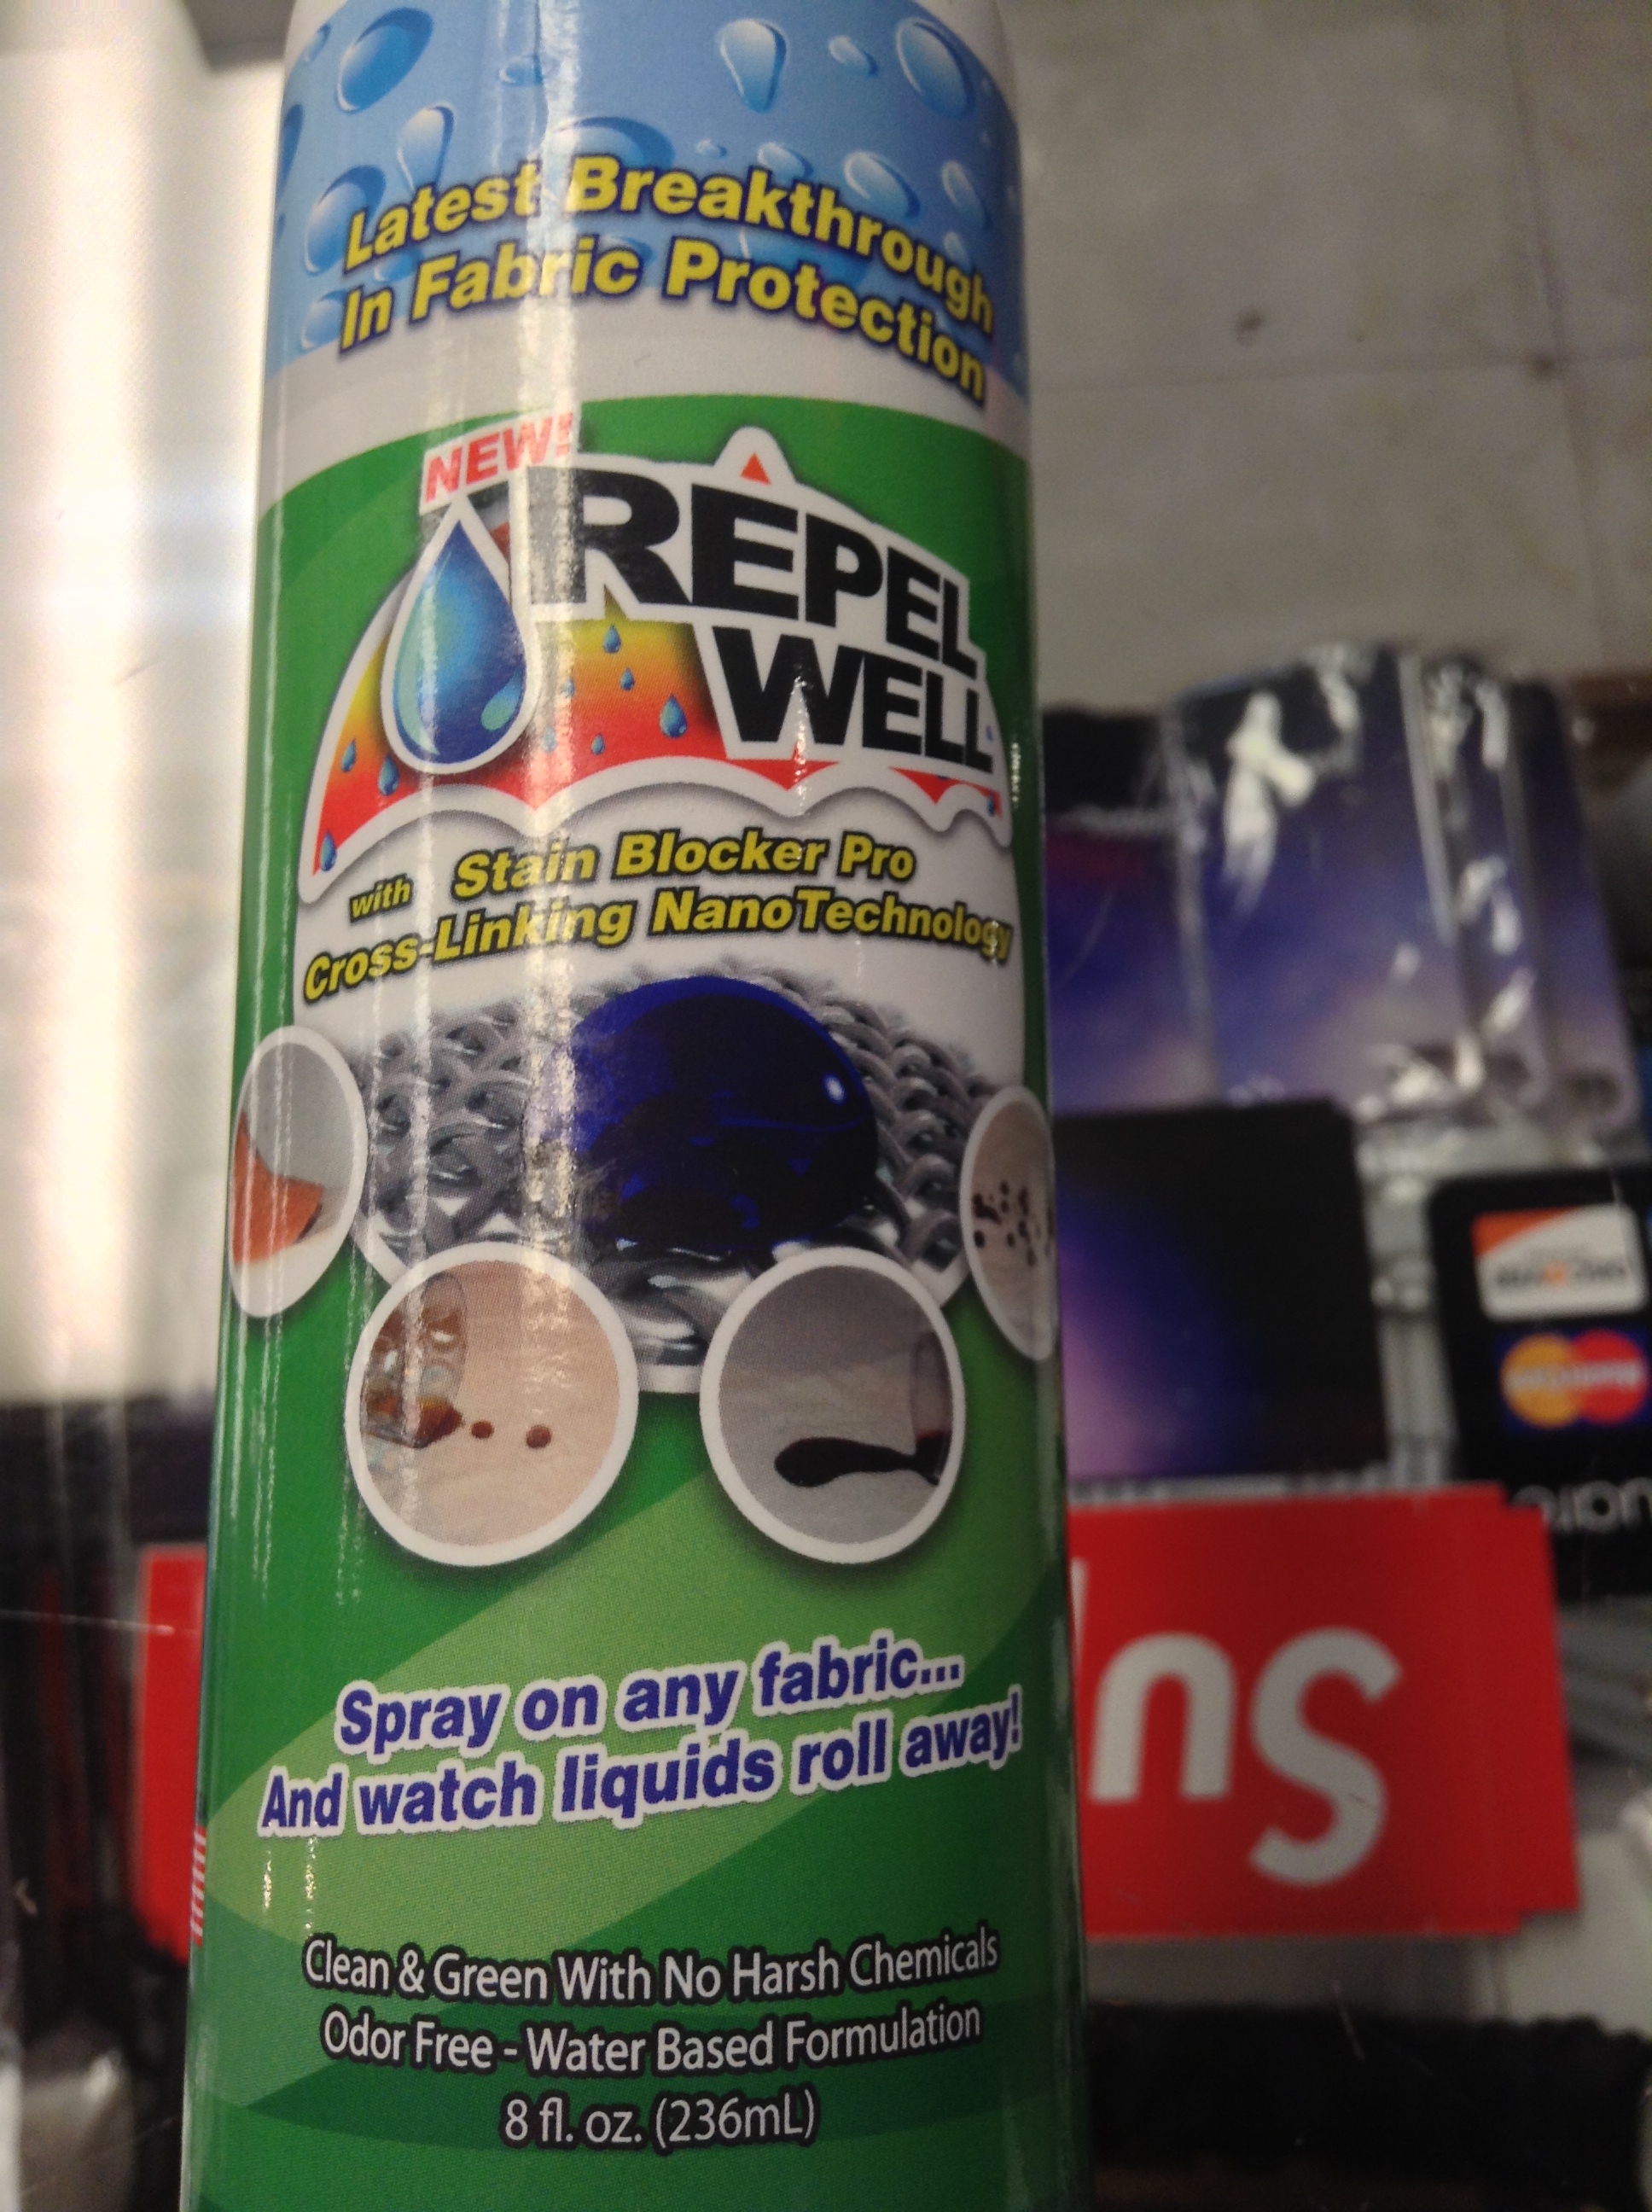 Latest Breakthrough
In Fabric Protection
NEW!
REPEL
WELL
with Stain Blocker Pro
Cross-Linking NanoTechnology
Spray on any fabric...
And watch liquids roll away!
Clean & Green With No Harsh Chemicals
Odor Free - Water Based Formulation
8 fl. oz. (236mL)
MasterCard
Su